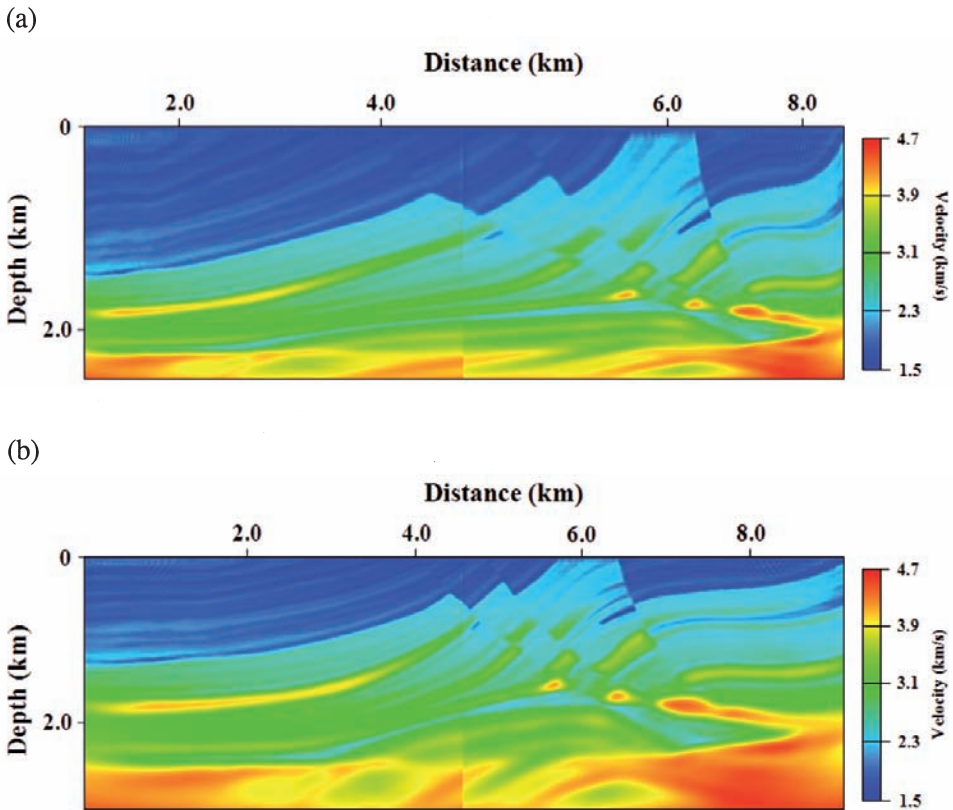 (a)
Distance (km)
2.0 4.0 6.0 8.0
0
2.0
Depth (km)
4.7
3.9
3.1
2.3
1.5
Velocity (km/s)
(b)
Distance (km)
2.0 4.0 6.0 8.0
0
2.0
Depth (km)
4.7
3.9
3.1
2.3
1.5
Velocity (km/s)